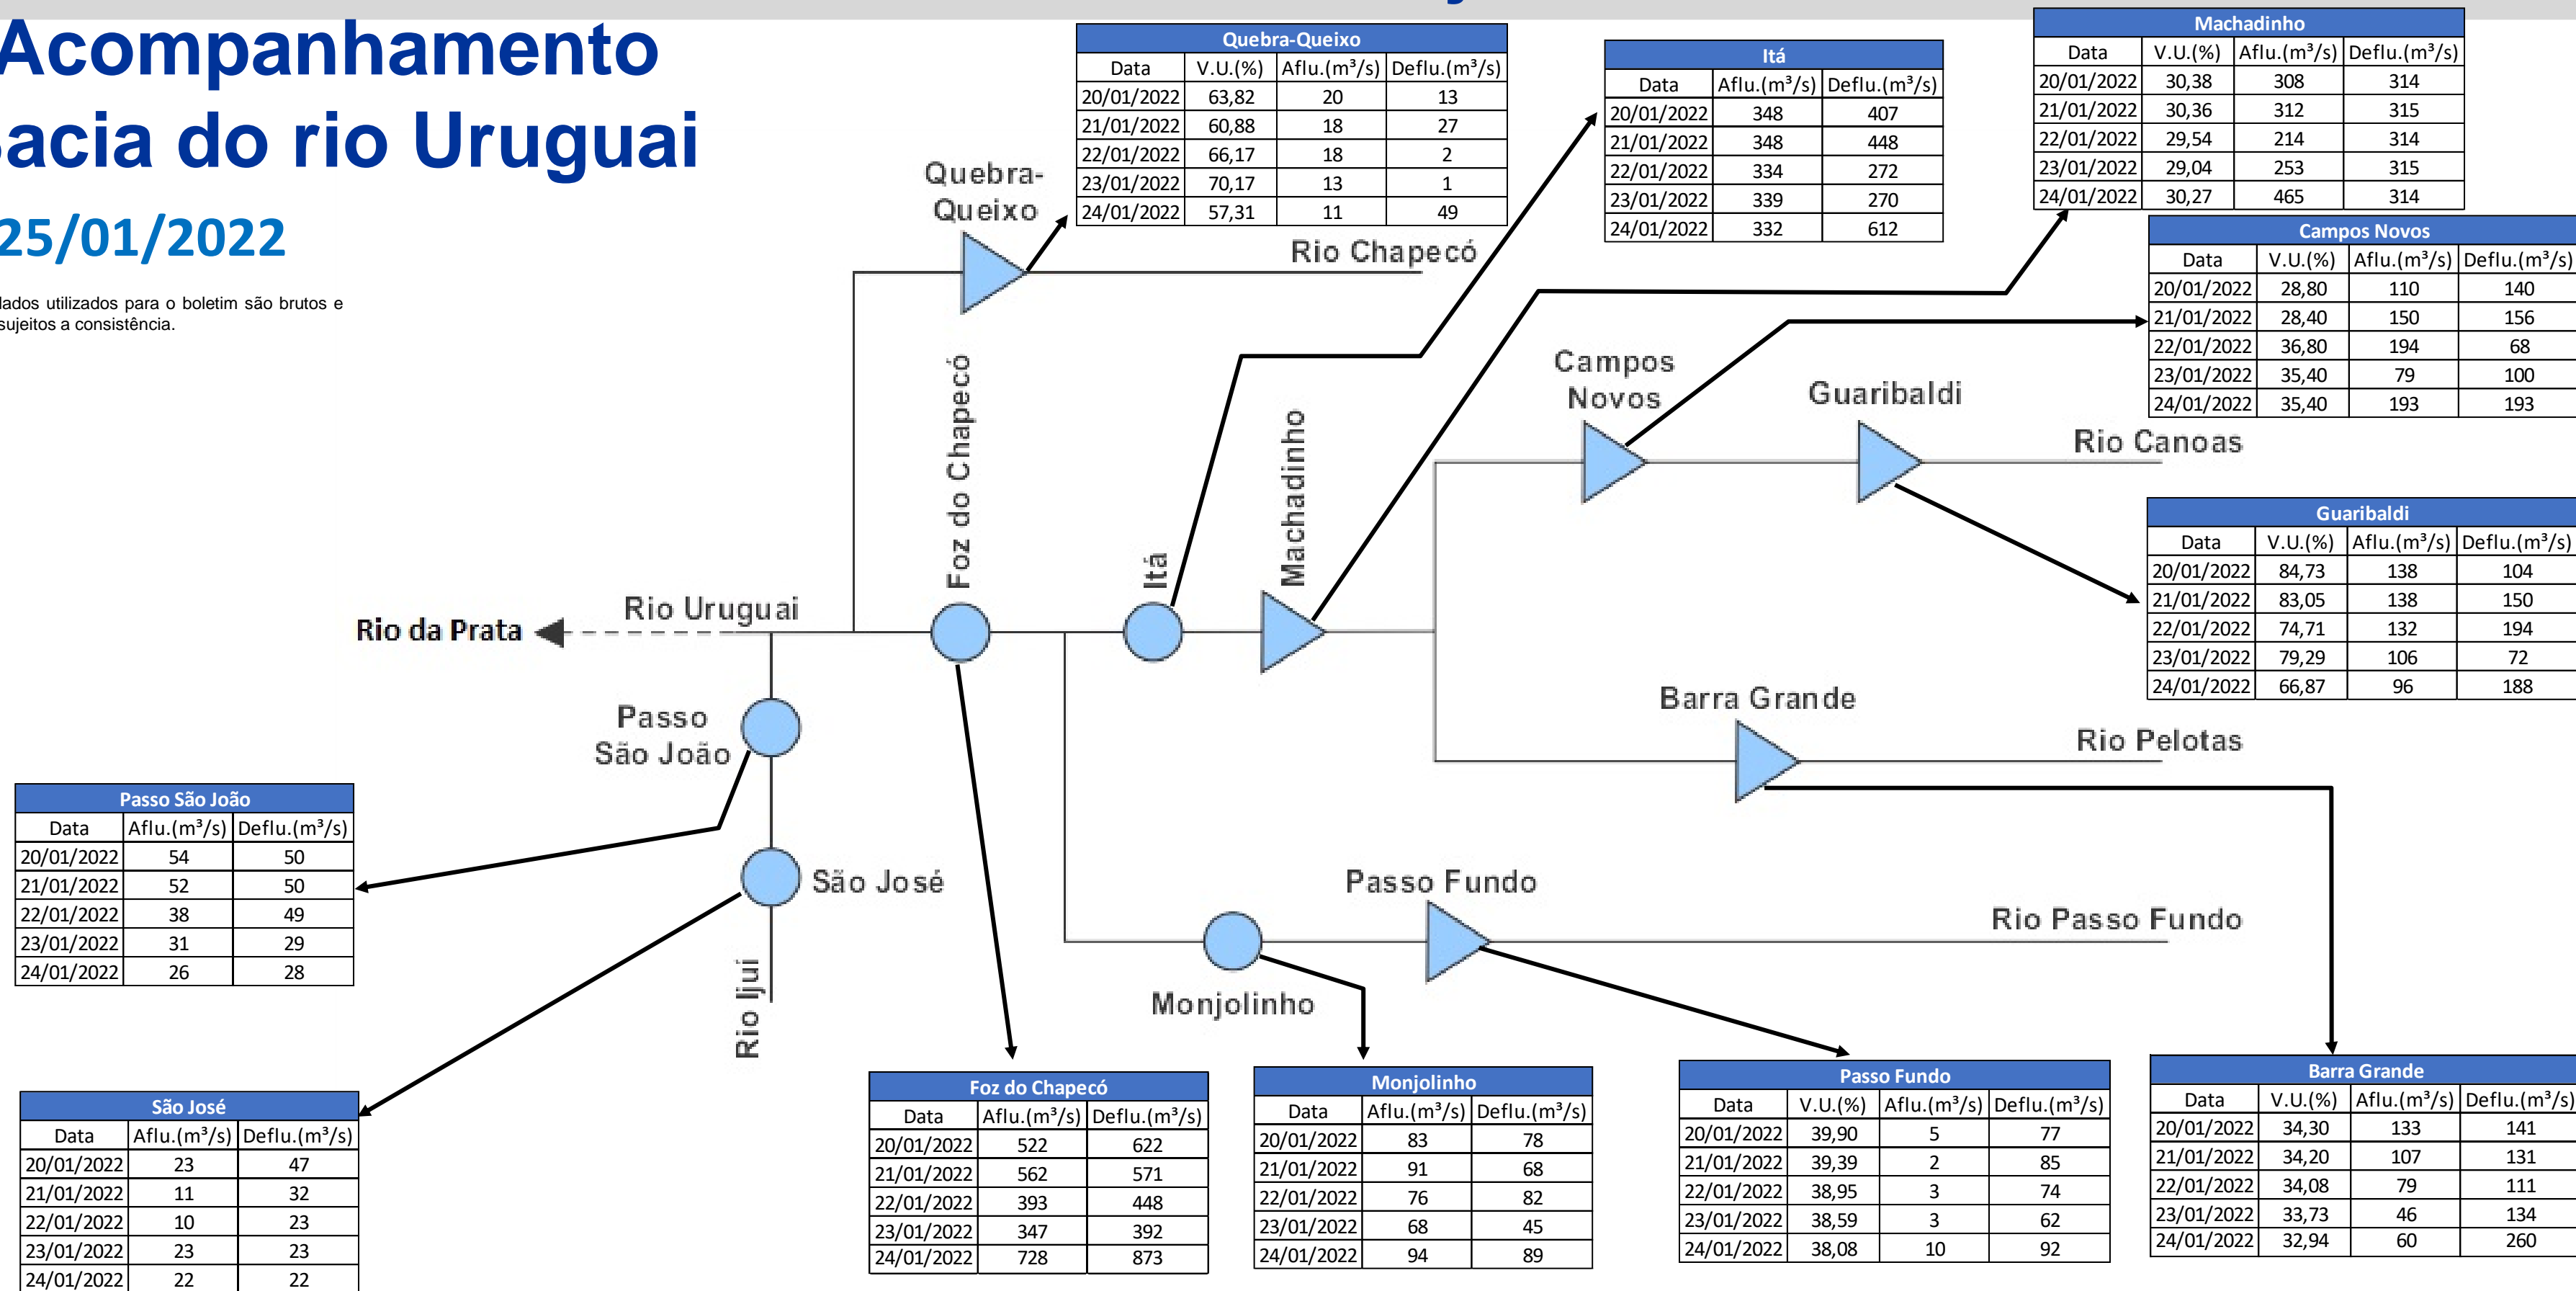 Acompanhamento
acia do rio Uruguai
25/01/2022
dados utilizados para o boletim são brutos e
sujeitos a consistência.
Quebra-Queixo
Data V.U.(%) Aflu.(m³/s) Deflu.(m³/s)
20/01/2022 63,82 20 13
21/01/2022 60,88 18 27
22/01/2022 66,17 18 2
23/01/2022 70,17 13 1
24/01/2022 57,31 11 49
Itá
Data Aflu.(m³/s) Deflu.(m³/s)
20/01/2022 348 407
21/01/2022 348 448
22/01/2022 334 272
23/01/2022 339 270
24/01/2022 332 612
Machadinho
Data V.U.(%) Aflu.(m³/s) Deflu.(m³/s)
20/01/2022 30,38 308 314
21/01/2022 30,36 312 315
22/01/2022 29,54 214 314
23/01/2022 29,04 253 315
24/01/2022 30,27 465 314
Campos Novos
Data V.U.(%) Aflu.(m³/s) Deflu.(m³/s)
20/01/2022 28,80 110 140
21/01/2022 28,40 150 156
22/01/2022 36,80 194 68
23/01/2022 35,40 79 100
24/01/2022 35,40 193 193
Quebra-
Queixo
Rio Chapecó
Foz do Chapecó
Itá
Machadinho
Campos
Novos
Guaribaldi
Rio Canoas
Guaribaldi
Data V.U.(%) Aflu.(m³/s) Deflu.(m³/s)
20/01/2022 84,73 138 104
21/01/2022 83,05 138 150
22/01/2022 74,71 132 194
23/01/2022 79,29 106 72
24/01/2022 66,87 96 188
Rio da Prata
Rio Uruguai
Passo
São João
Barra Grande
Rio Pelotas
São José
Rio Ijuí
Passo Fundo
Rio Passo Fundo
Monjolinho
Passo São João
Data Aflu.(m³/s) Deflu.(m³/s)
20/01/2022 54 50
21/01/2022 52 50
22/01/2022 38 49
23/01/2022 31 29
24/01/2022 26 28
São José
Data Aflu.(m³/s) Deflu.(m³/s)
20/01/2022 23 47
21/01/2022 11 32
22/01/2022 10 23
23/01/2022 23 23
24/01/2022 22 22
Foz do Chapecó
Data Aflu.(m³/s) Deflu.(m³/s)
20/01/2022 522 622
21/01/2022 562 571
22/01/2022 393 448
23/01/2022 347 392
24/01/2022 728 873
Monjolinho
Data Aflu.(m³/s) Deflu.(m³/s)
20/01/2022 83 78
21/01/2022 91 68
22/01/2022 76 82
23/01/2022 68 45
24/01/2022 94 89
Passo Fundo
Data V.U.(%) Aflu.(m³/s) Deflu.(m³/s)
20/01/2022 39,90 5 77
21/01/2022 39,39 2 85
22/01/2022 38,95 3 74
23/01/2022 38,59 3 62
24/01/2022 38,08 10 92
Barra Grande
Data V.U.(%) Aflu.(m³/s) Deflu.(m³/s)
20/01/2022 34,30 133 141
21/01/2022 34,20 107 131
22/01/2022 34,08 79 111
23/01/2022 33,73 46 134
24/01/2022 32,94 60 260